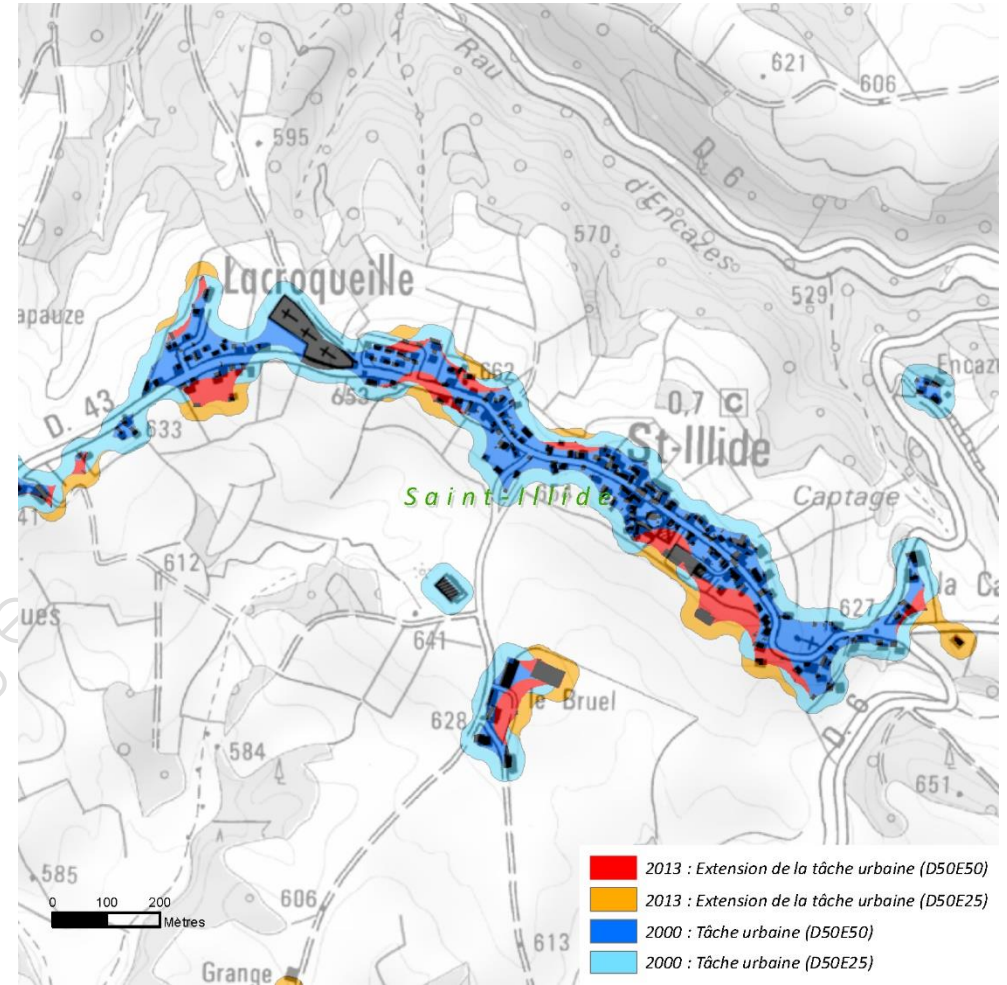 621
606
Rau
595
D. 6
d'Encazes
570.
Lacroqueille
529
apauze
Encaz
662
653
0,7 C
D. 43
633
St-Illide
Saint-Illide
Captage
41
612
la Ca
627
ues
641
le Bruel
628
D. 6
584
651
585
606
0 100 200
Mètres
613
Grange
2013 : Extension de la tâche urbaine (D50E50)
2013 : Extension de la tâche urbaine (D50E25)
2000 : Tâche urbaine (D50E50)
2000 : Tâche urbaine (D50E25)